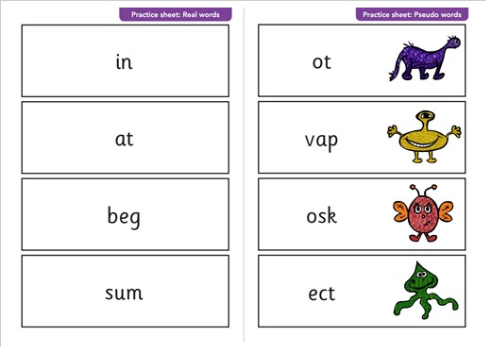 Practice sheet: Real words
in
at
beg
sum
Practice sheet: Pseudo words
ot
vap
osk
ect